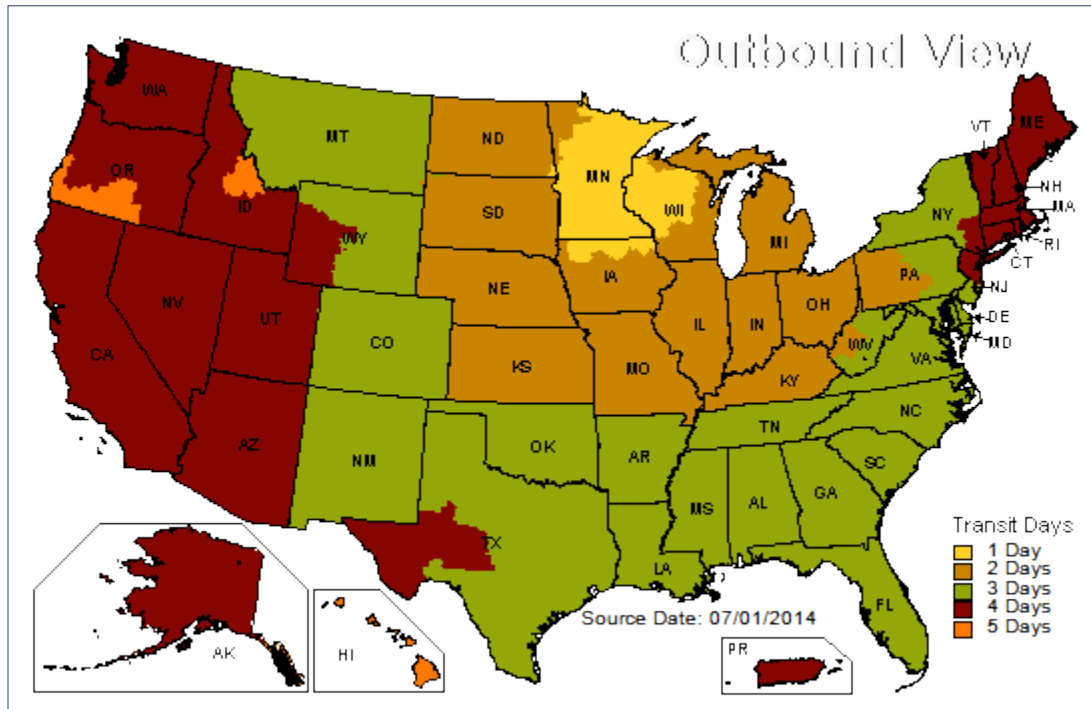 Outbound View
WA
MT
ND
MN
VT
ME
OR
ID
SD
WI
NH
MA
NY
WY
MI
RI
CT
IA
PA
NE
NV
UT
IL
IN
OH
NJ
CO
DE
WV
MD
CA
KS
MO
VA
KY
NC
TN
AZ
OK
NM
AR
SC
MS
AL
GA
TX
LA
FL
Transit Days
1 Day
2 Days
3 Days
4 Days
5 Days
Source Date: 07/01/2014
AK
HI
PR